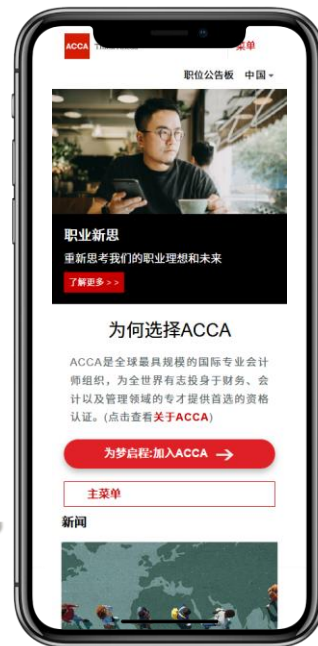 ACCA
菜单
职位公告板 中国
职业新思
重新思考我们的职业理想和未来
了解更多 > >
为何选择ACCA
ACCA是全球最具规模的国际专业会计
师组织，为全世界有志投身于财务、会
计以及管理领域的专才提供首选的资格
认证。(点击查看关于ACCA)
为梦启程:加入ACCA →
主菜单
新闻